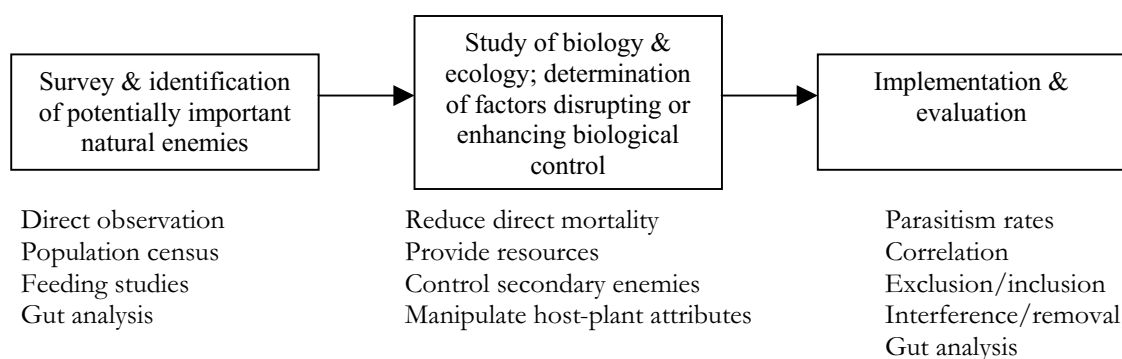 Survey & identification
of potentially important
natural enemies
Study of biology &
ecology; determination
of factors disrupting or
enhancing biological
control
Implementation &
evaluation
Direct observation
Population census
Feeding studies
Gut analysis
Reduce direct mortality
Provide resources
Control secondary enemies
Manipulate host-plant attributes
Parasitism rates
Correlation
Exclusion/inclusion
Interference/removal
Gut analysis